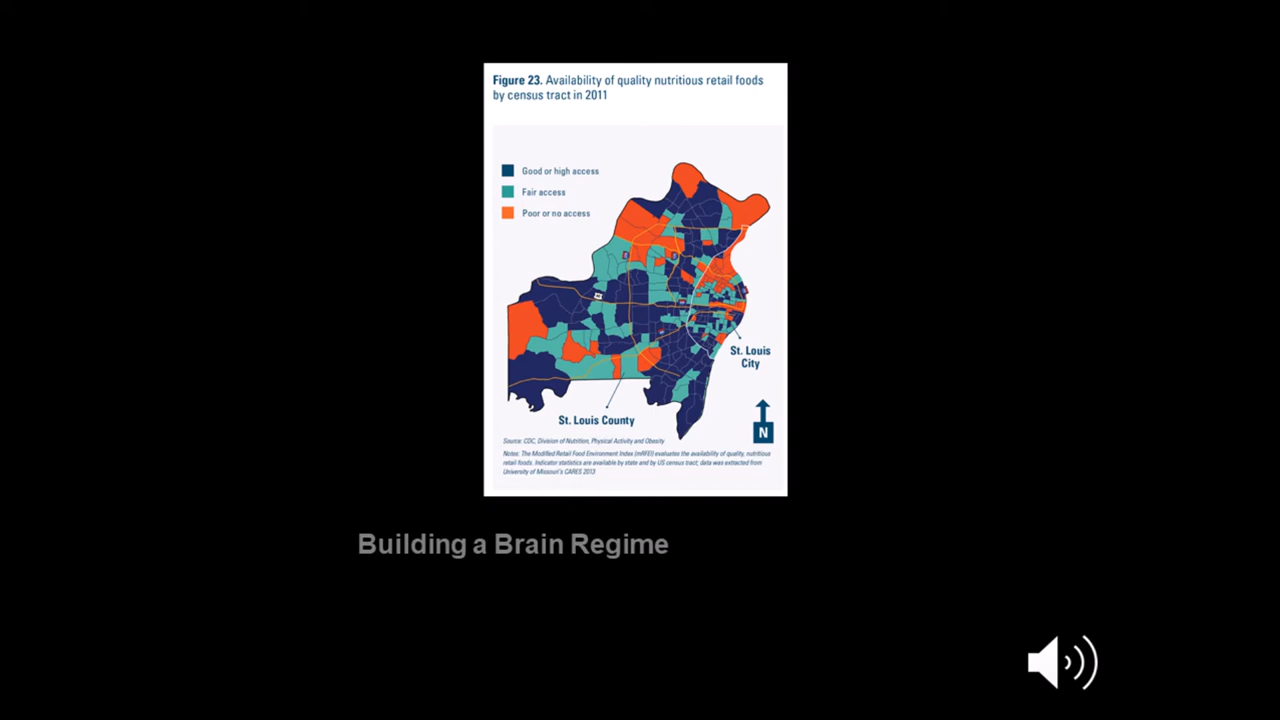 Figure 23. Availability of quality nutritious retail foods
by census tract in 2011
Good or high access
Fair access
Poor or no access
St. Louis
City
St. Louis County
N
Source: CDC, Division of Nutrition, Physical Activity and Obesity
Notes: The Modified Retail Food Environment Index (mRFEI) evaluates the availability of quality, nutritious
retail foods. Indicator statistics are available by state and by US census tract; data was extracted from
University of Missouri's CARES 2013
Building a Brain Regime